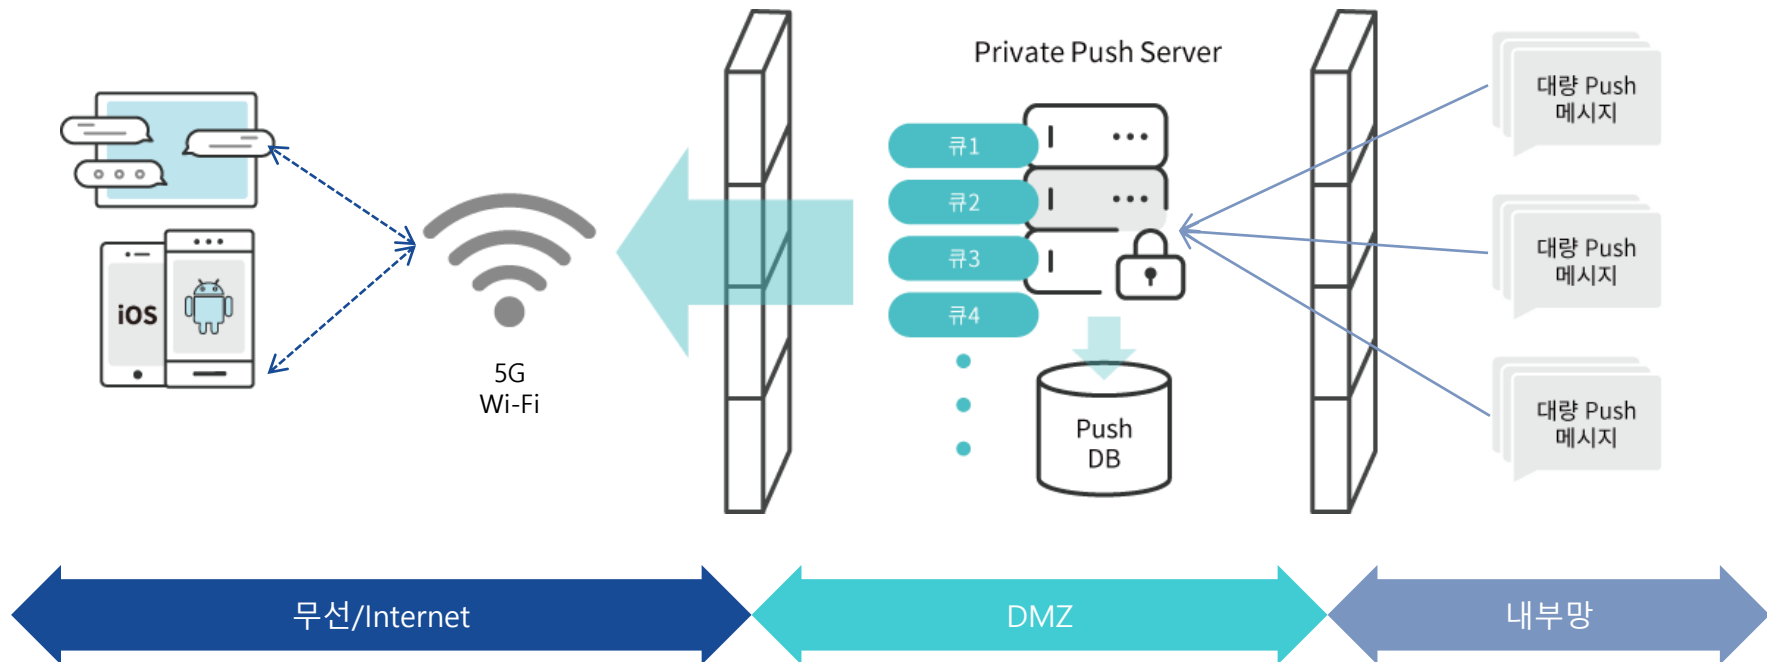 Private Push Server
큐1
큐2
큐3
큐4
iOS
5G
Wi-Fi
Push
DB
대량 Push
메시지
대량 Push
메시지
대량 Push
메시지
무선/Internet
DMZ
내부망